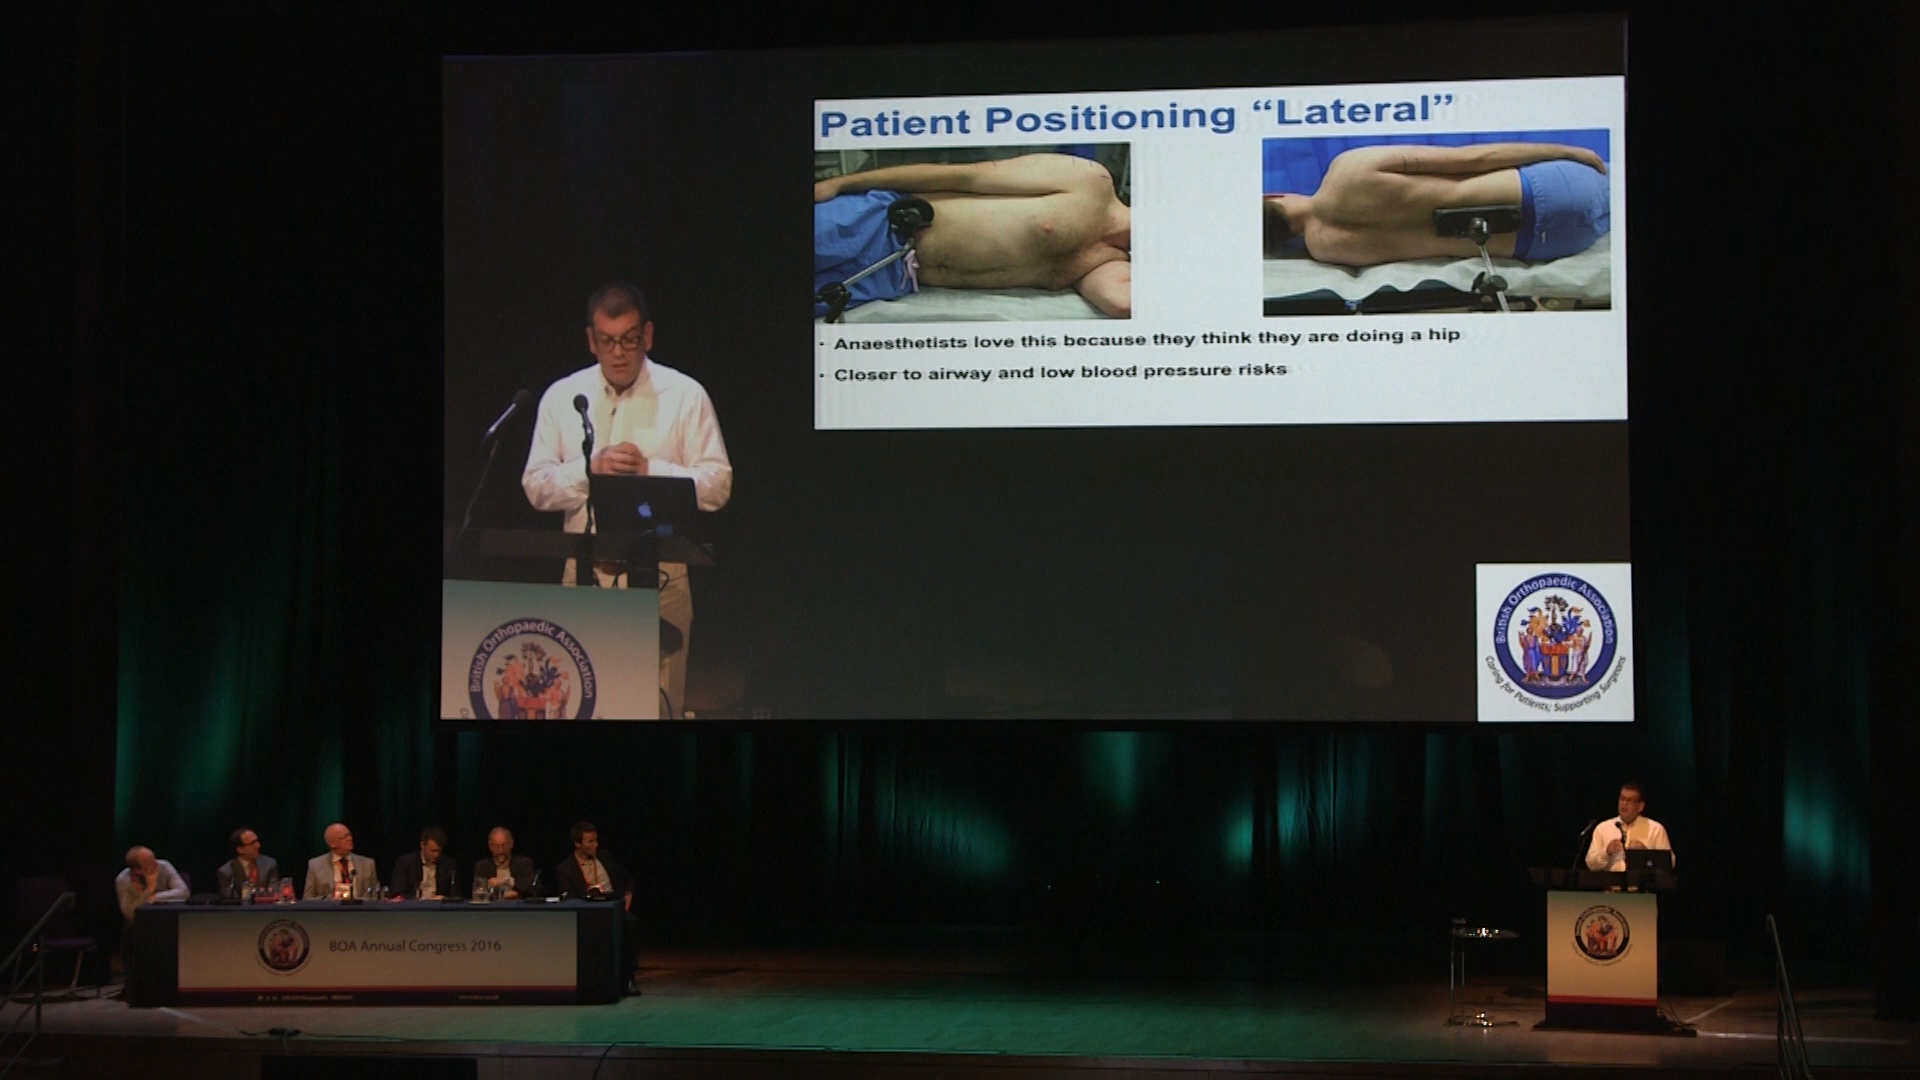 Patient Positioning “Lateral”
· Anaesthetists love this because they think they are doing a hip
· Closer to airway and low blood pressure risks
British Orthopaedic Association
British Orthopaedic Association
Caring for Patients; Supporting Surgeons
BOA Annual Congress 2016